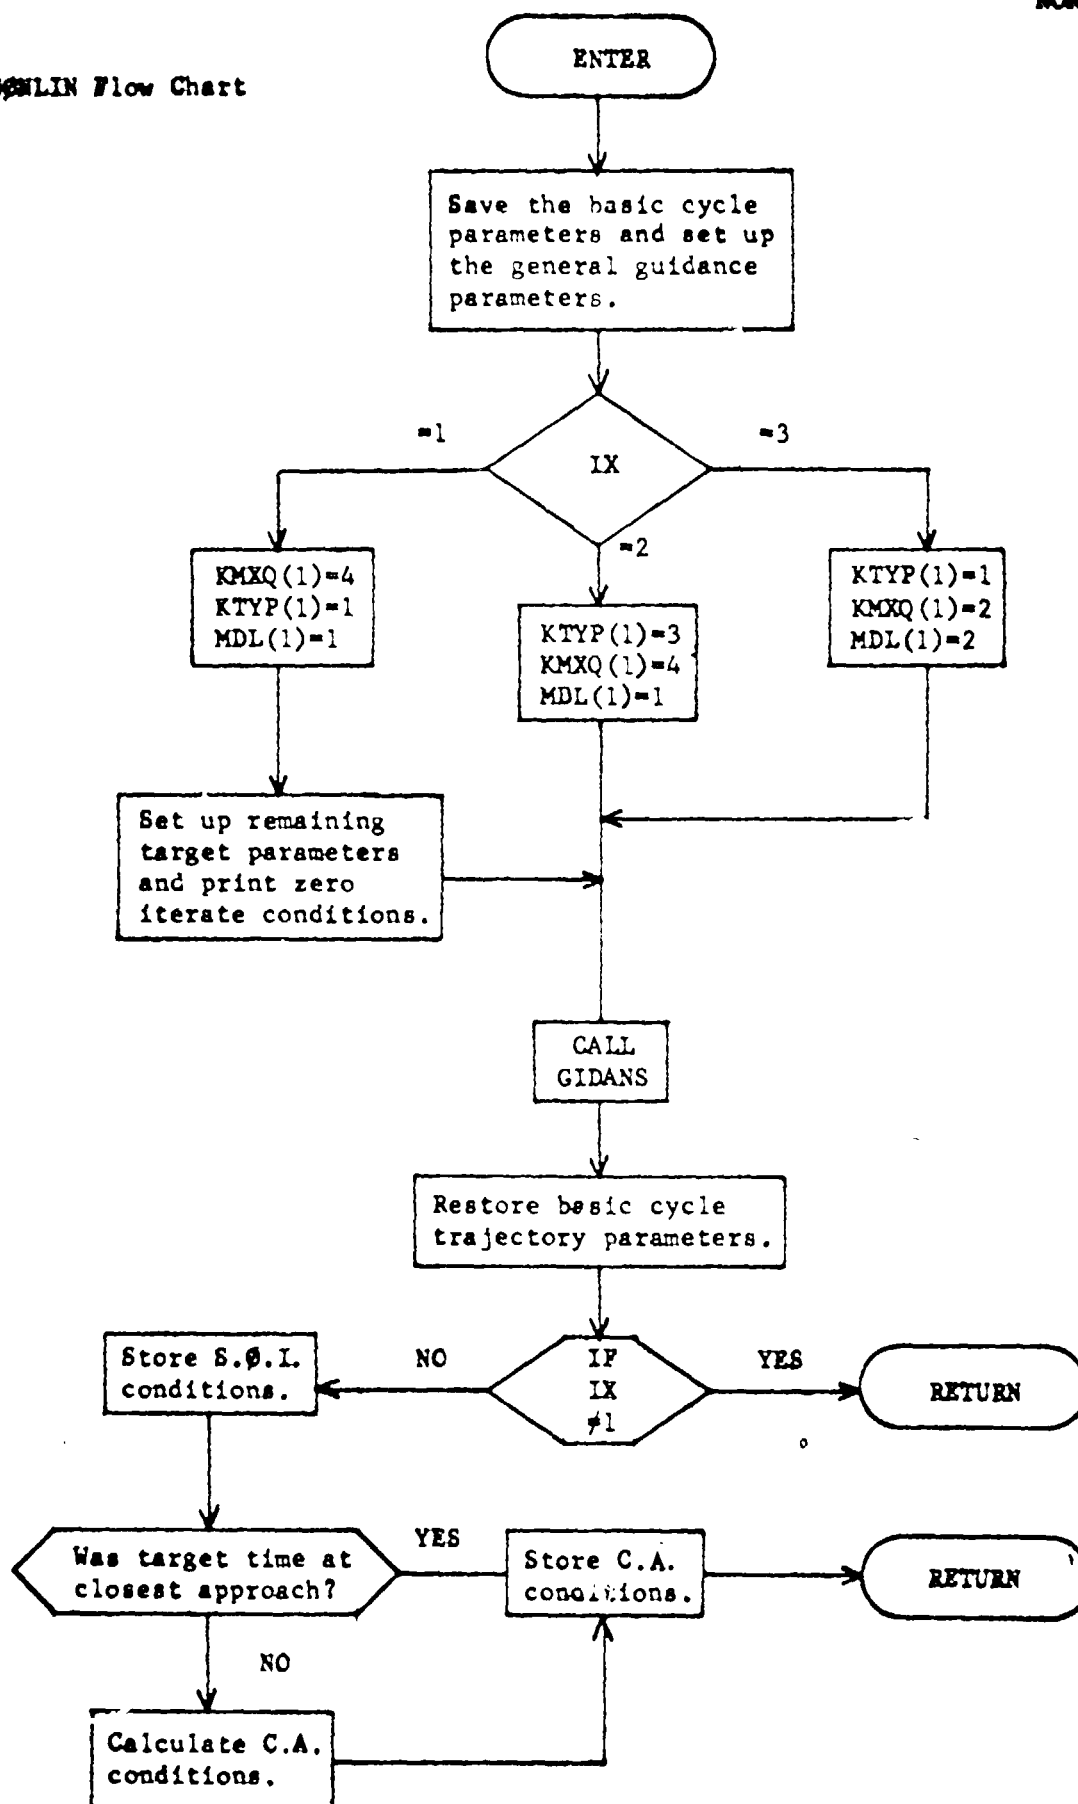 ENTER
Flow Chart
Save the basic cycle
parameters and set up
the general guidance
parameters.
=1
=3
IX
=2
KMXQ(1)=4
KTYP(1)=1
MDL(1)=1
KTYP(1)=3
KMXQ(1)=4
MDL(1)=1
KTYP(1)=1
KMXQ(1)=2
MDL(1)=2
Set up remaining
target parameters
and print zero
iterate conditions.
CALL
GIDANS
Restore basic cycle
trajectory parameters.
Store S.Ø.I.
conditions.
NO
IF
IX
≠1
YES
RETURN
Was target time at
closest approach?
YES
Store C.A.
conditions.
RETURN
NO
Calculate C.A.
conditions.